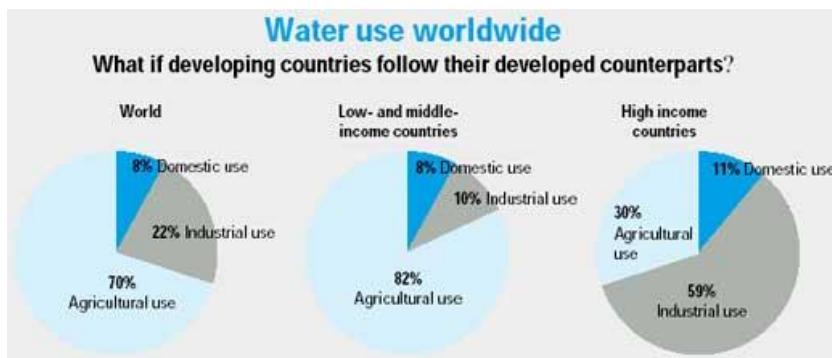 Water use worldwide
What if developing countries follow their developed counterparts?
World
8% Domestic use
22% Industrial use
70%
Agricultural use
Low- and middle-
income countries
8% Domestic use
10% Industrial use
82%
Agricultural use
High income
countries
11% Domestic use
30%
Agricultural
use
59%
Industrial use